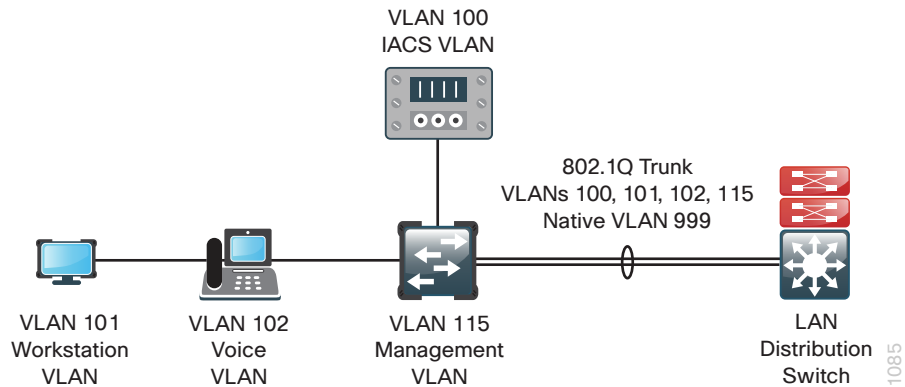 VLAN 100
IACS VLAN
802.1Q Trunk
VLANs 100, 101, 102, 115
Native VLAN 999
VLAN 101
Workstation
VLAN
VLAN 102
Voice
VLAN
VLAN 115
Management
VLAN
LAN
Distribution
Switch
1085